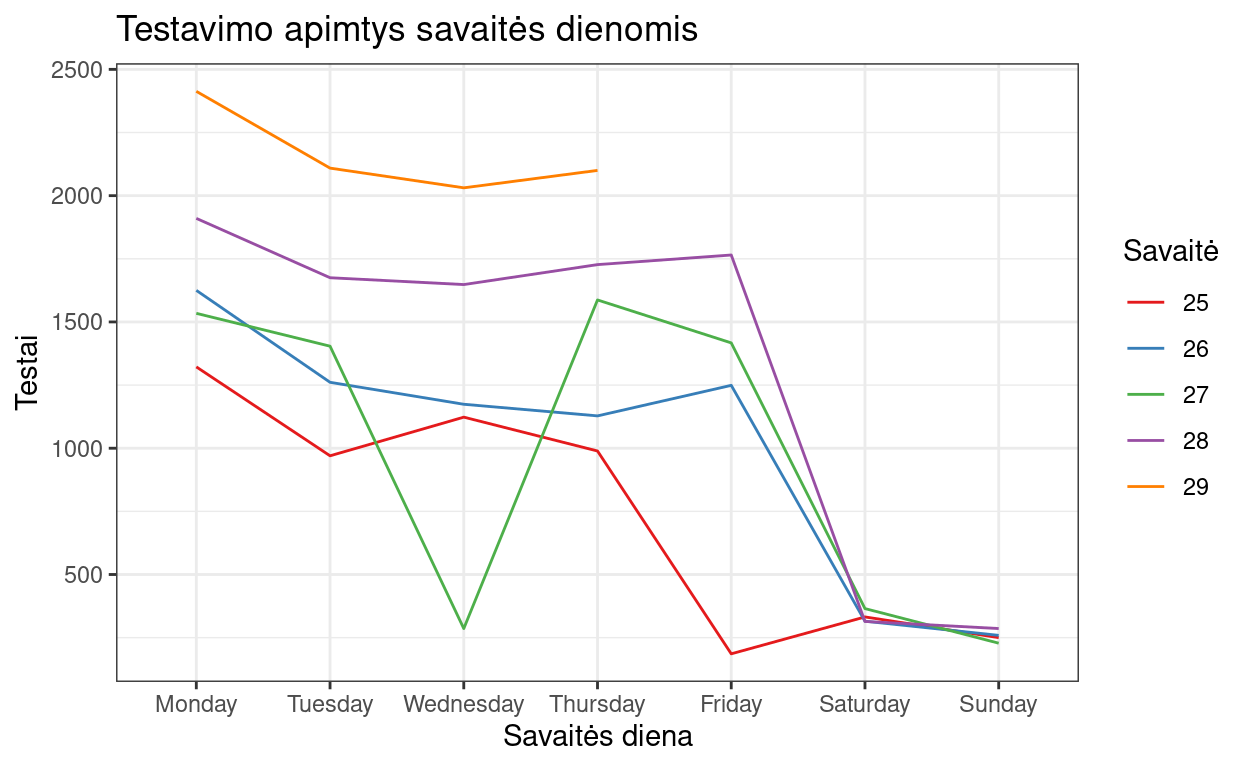 Testavimo apimtys savaitės dienomis
2500
2000
1500
1000
500
Testai
Monday Tuesday Wednesday Thursday Friday Saturday Sunday
Savaitės diena
Savaitė
25
26
27
28
29